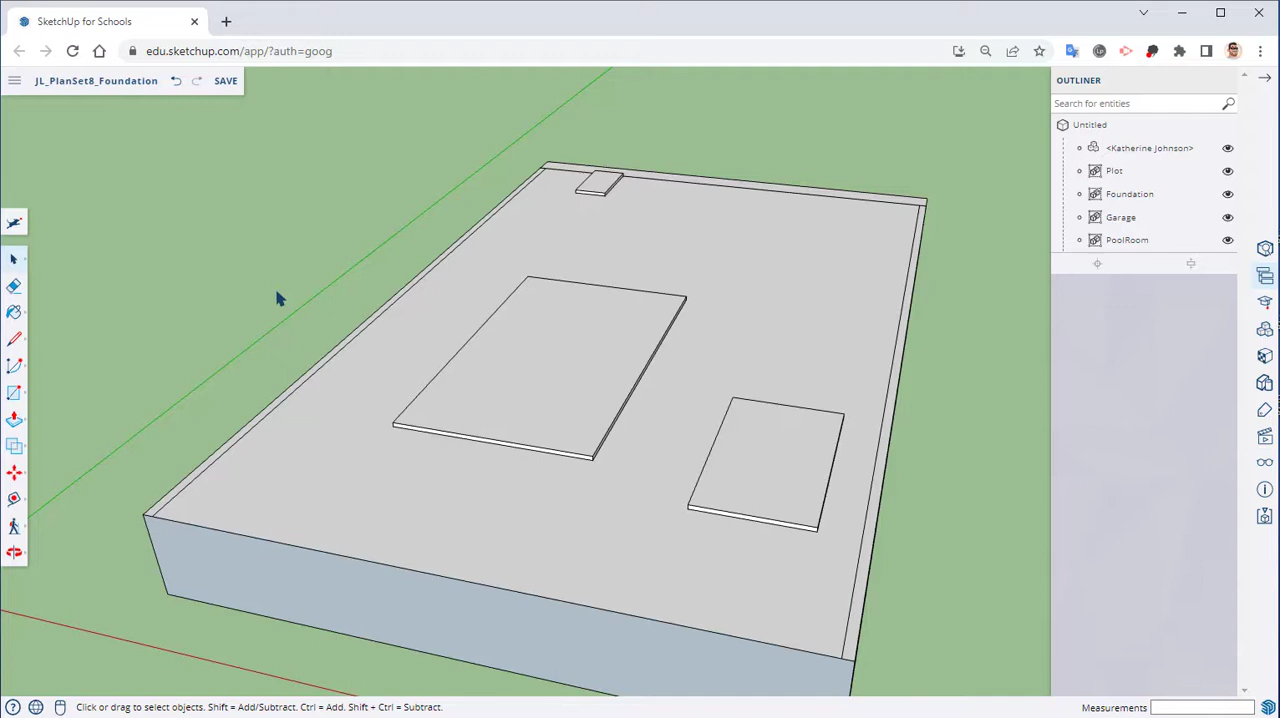 SketchUp for Schools
edu.sketchup.com/app/?auth=goog
JL_PlanSet8_Foundation
SAVE
OUTLINER
Search for entities
Untitled
<Katherine Johnson>
Plot
Foundation
Garage
PoolRoom
Click or drag to select objects. Shift = Add/Subtract. Ctrl = Add. Shift + Ctrl = Subtract.
Measurements